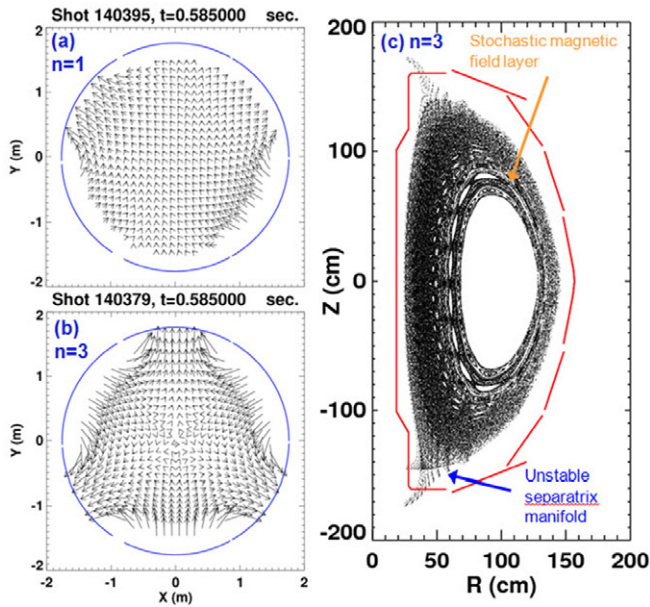 Shot 140395, t=0.585000 sec.
(a)
n=1
Y (m)
2
1
0
-1
-2
Shot 140379, t=0.585000 sec.
(b)
n=3
Y (m)
2
1
0
-1
-2
-2 -1 0 1 2
X (m)
(c) n=3
Stochastic magnetic
field layer
Z (cm)
200
100
0
-100
-200
Unstable
separatrix
manifold
0 50 100 150 200
R (cm)